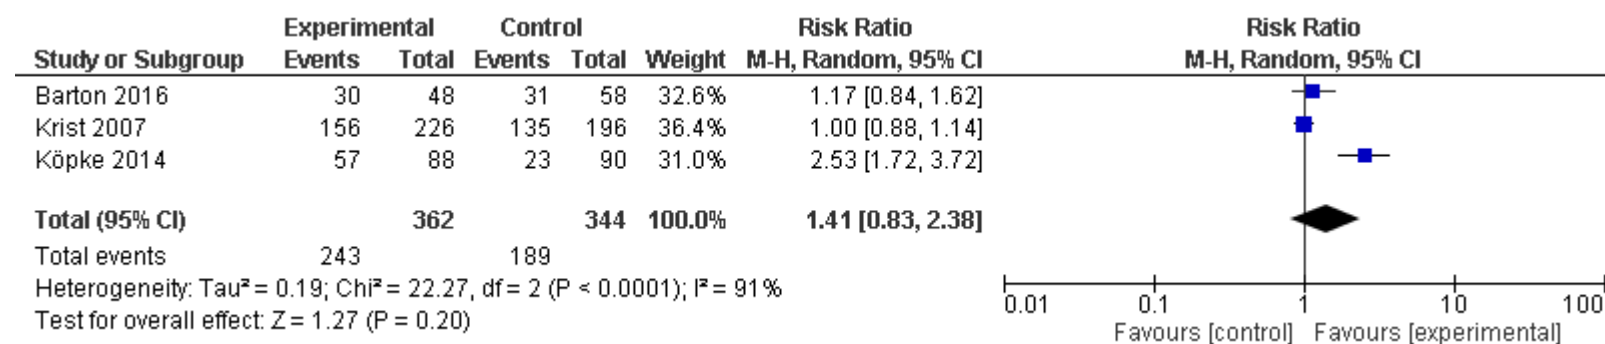 Experimental Control Risk Ratio Risk Ratio
Study or Subgroup Events Total Events Total Weight M-H, Random, 95% CI M-H, Random, 95% CI
Barton 2016 30 48 31 58 32.6% 1.17 [0.84, 1.62]
Krist 2007 156 226 135 196 36.4% 1.00 [0.88, 1.14]
Köpke 2014 57 88 23 90 31.0% 2.53 [1.72, 3.72]
Total (95% CI) 362 344 100.0% 1.41 [0.83, 2.38]
Total events 243 189
Heterogeneity: Tau² = 0.19; Chi² = 22.27, df = 2 (P < 0.0001); I² = 91%
Test for overall effect: Z = 1.27 (P = 0.20)
0.01 0.1 1 10 100
Favours [control] Favours [experimental]